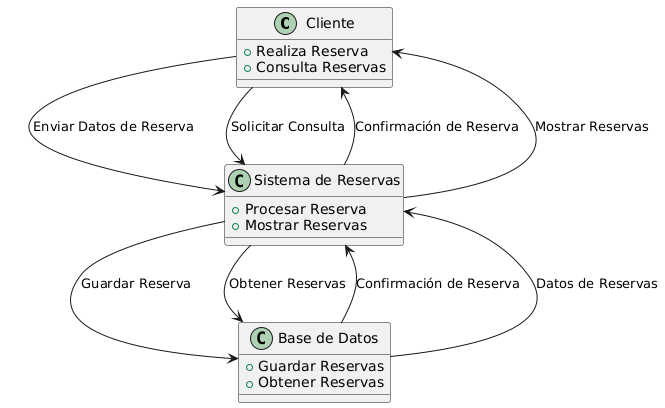 C Cliente
Realiza Reserva
Consulta Reservas
Enviar Datos de Reserva
Solicitar Consulta
Confirmación de Reserva
Mostrar Reservas
C Sistema de Reservas
Procesar Reserva
Mostrar Reservas
Guardar Reserva
Obtener Reservas
Confirmación de Reserva
Datos de Reservas
C Base de Datos
Guardar Reservas
Obtener Reservas